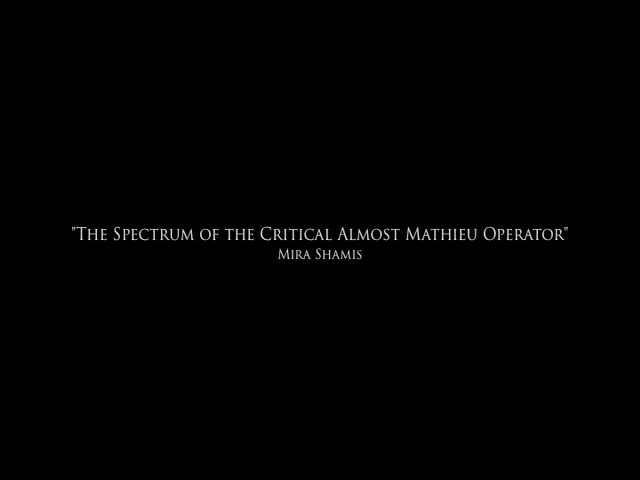 "The Spectrum of the Critical Almost Mathieu Operator"
Mira Shamis